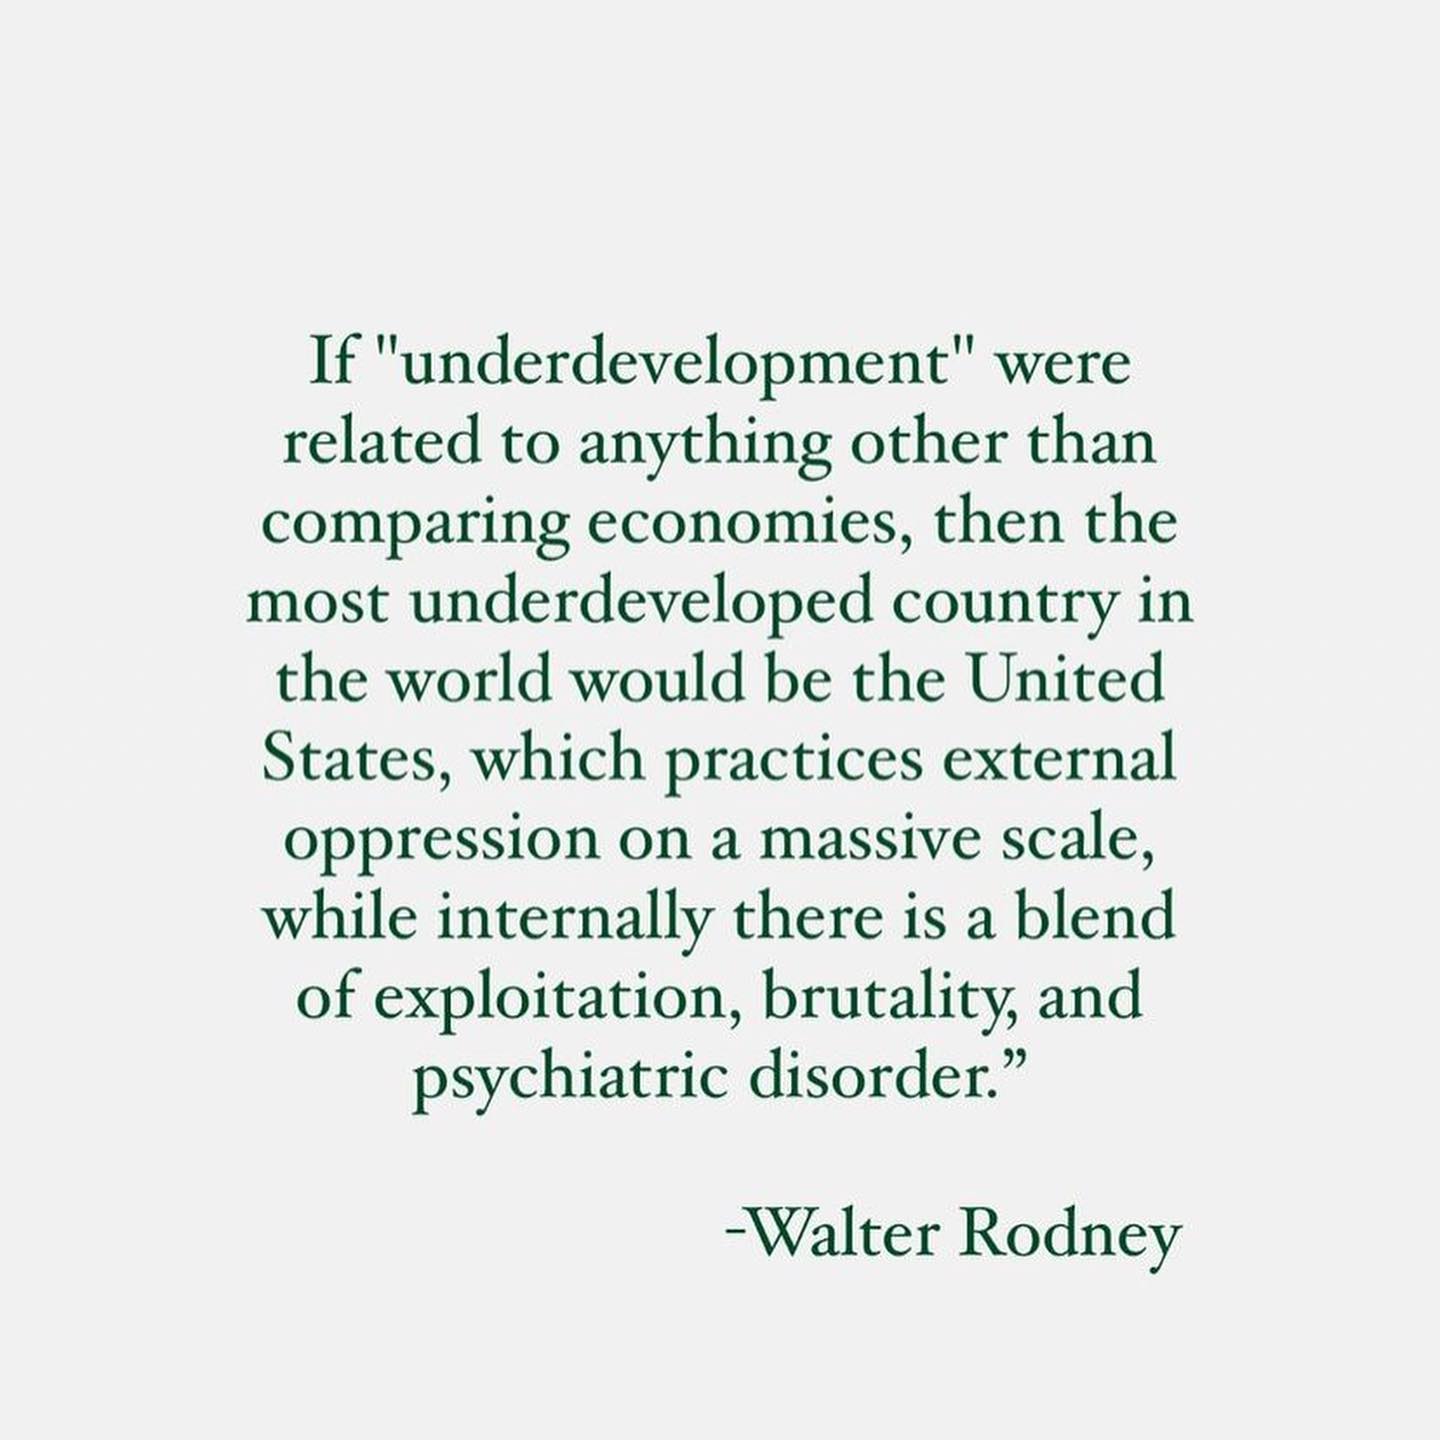 If "underdevelopment" were
related to anything other than
comparing economies, then the
most underdeveloped country in
the world would be the United
States, which practices external
oppression on a massive scale,
while internally there is a blend
of exploitation, brutality, and
psychiatric disorder.”
-Walter Rodney